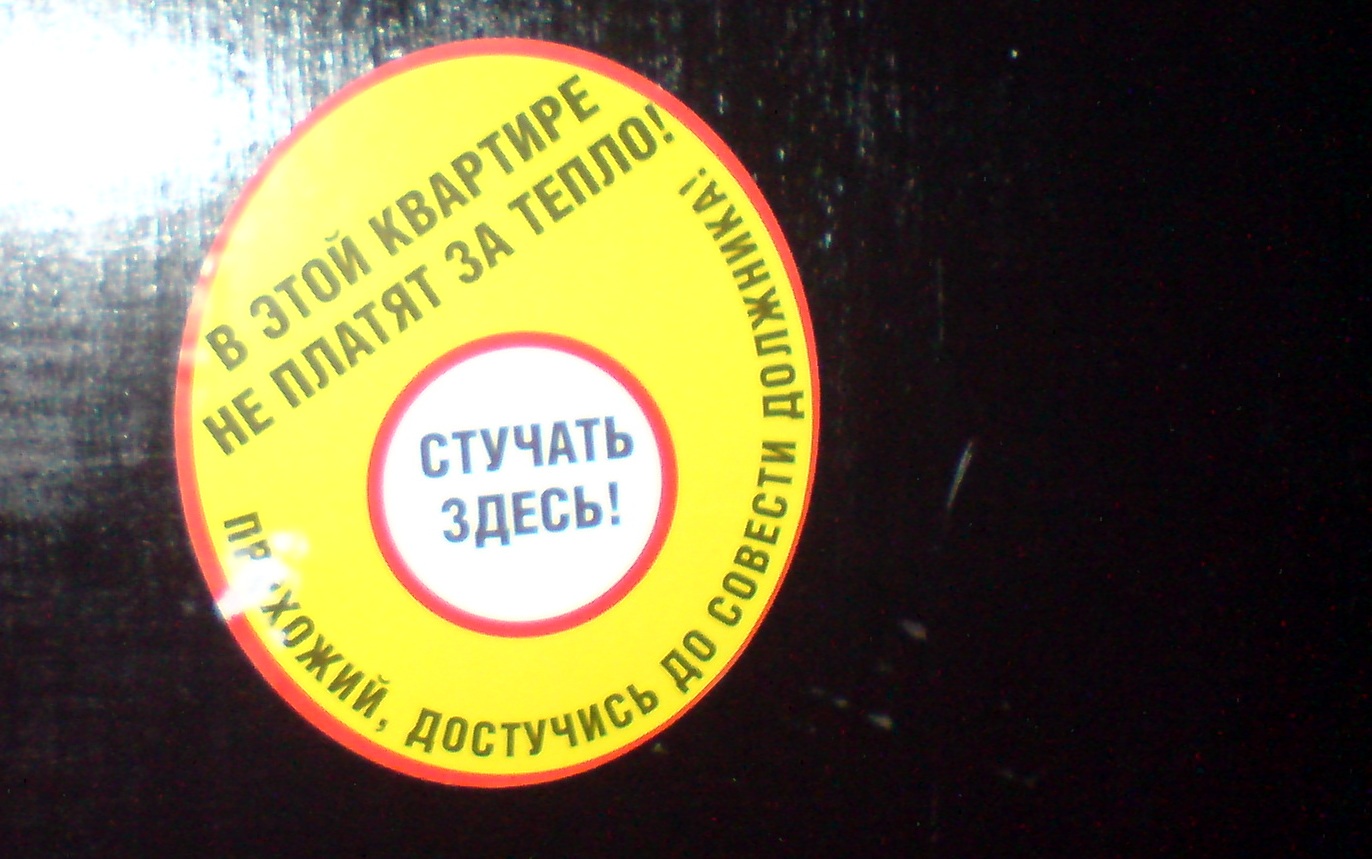 В ЭТОЙ КВАРТИРЕ
НЕ ПЛАТЯТ ЗА ТЕПЛО!
СТУЧАТЬ
ЗДЕСЬ!
ПРОХОЖИЙ, ДОСТУЧИСЬ ДО СОВЕСТИ ДОЛЖНИКА!